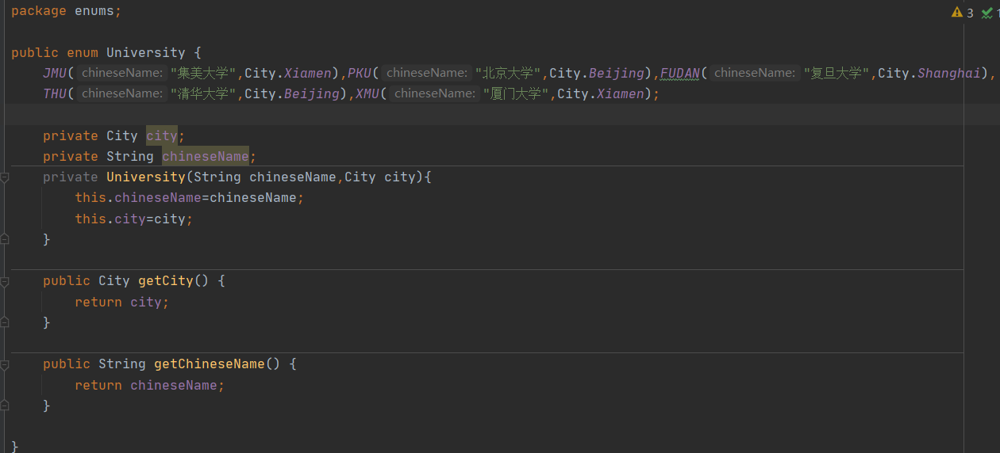 package enums;
3 1
public enum University {
JMU( chineseName: "集美大学",City.Xiamen),PKU( chineseName: "北京大学",City.Beijing),FUDAN( chineseName: "复旦大学",City.Shanghai),
THU( chineseName: "清华大学",City.Beijing),XMU( chineseName: "厦门大学",City.Xiamen);
private City city;
private String chineseName;
private University(String chineseName,City city){
this.chineseName=chineseName;
this.city=city;
}
public City getCity() {
return city;
}
public String getChineseName() {
return chineseName;
}
}